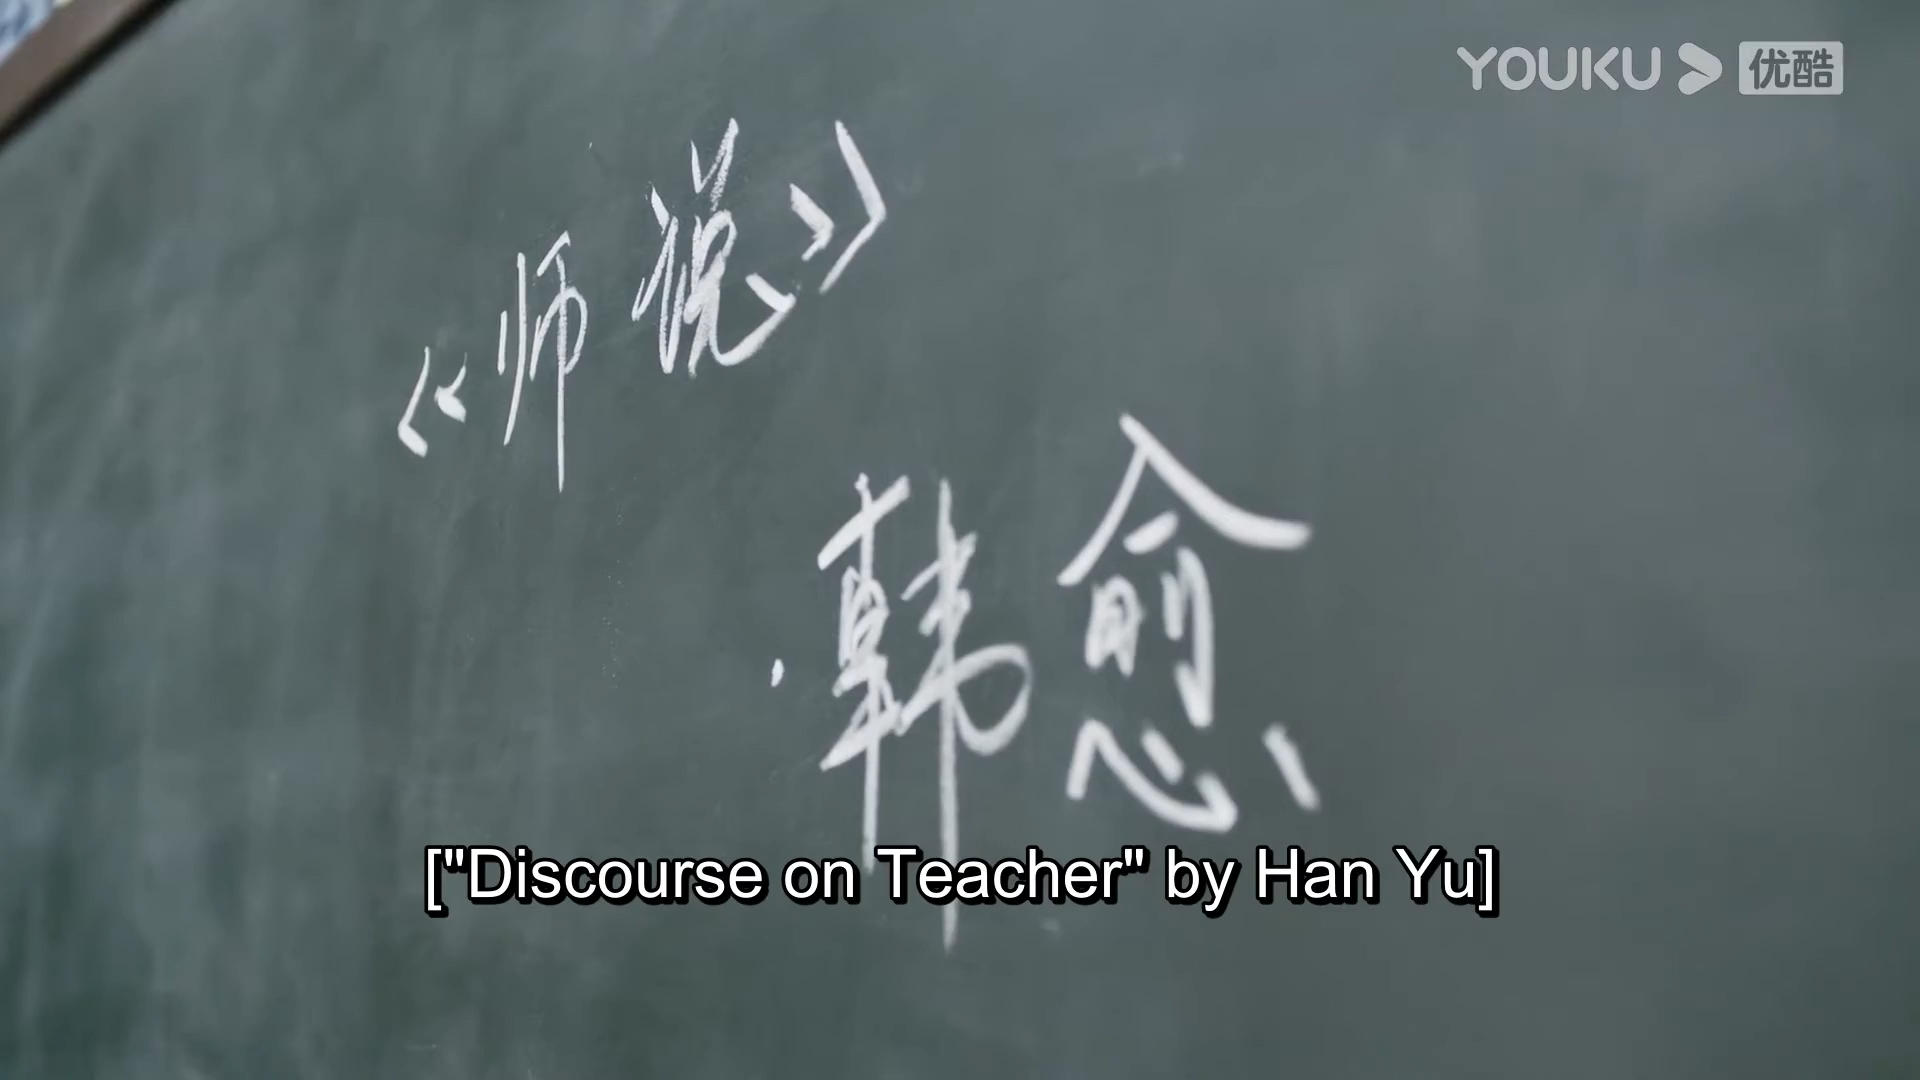 YOUKU 优酷
《师说》
韩愈
["Discourse on Teacher" by Han Yu]